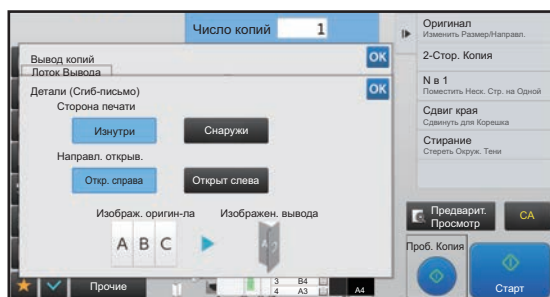 Число копий 1
Вывод копий
OK
Лоток Вывода
Детали (Сгиб-письмо)
OK
Сторона печати
Изнутри
Снаружи
Направл. открыв.
Откр. справа
Открыт слева
Изображ. оригин-ла
Изображен. вывода
A B C
Прочие
3 B4
4 A3
A4
Оригинал
Изменить Размер/Направл.
2-Стор. Копия
N в 1
Поместить Неск. Стр. на Одной
Сдвиг края
Сдвинуть для Корешка
Стирание
Стереть Окруж. Тени
Предварит.
Просмотр
CA
Проб. Копия
Старт